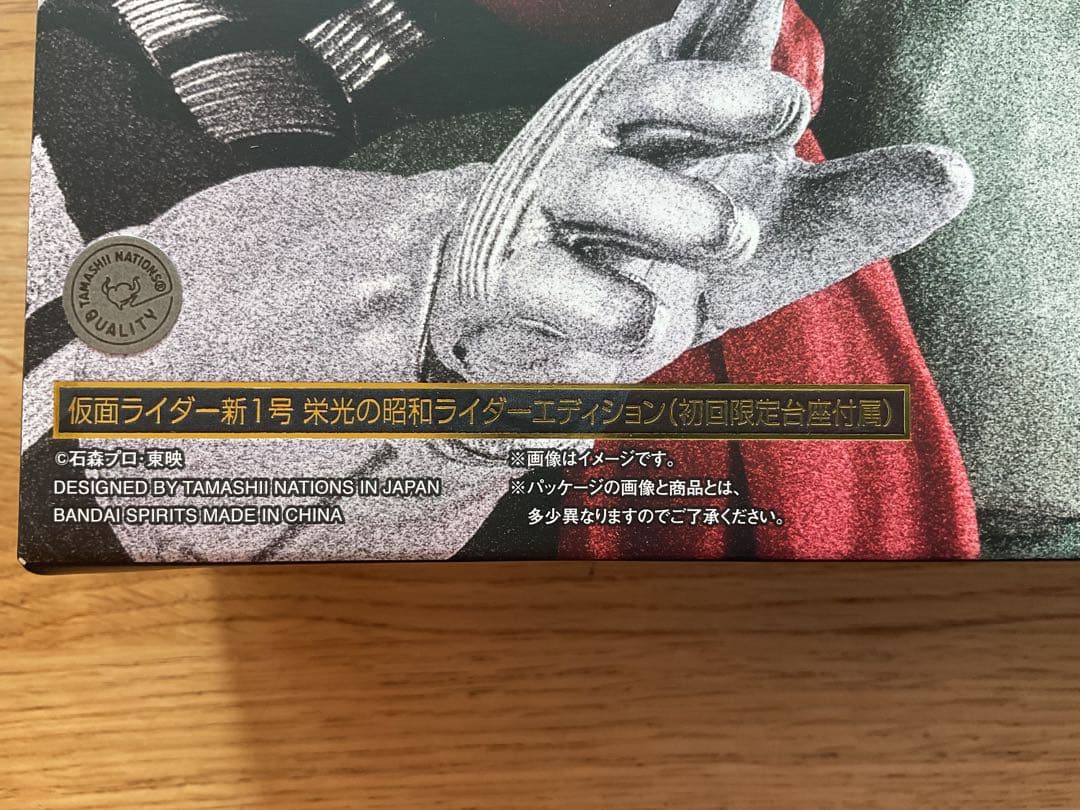 TAMASHII NATIONS®
QUALITY
仮面ライダー新1号 栄光の昭和ライダーエディション(初回限定台座付属)
©石森プロ・東映
DESIGNED BY TAMASHII NATIONS IN JAPAN
BANDAI SPIRITS MADE IN CHINA
※画像はイメージです。
※パッケージの画像と商品とは、
多少異なりますのでご了承ください。